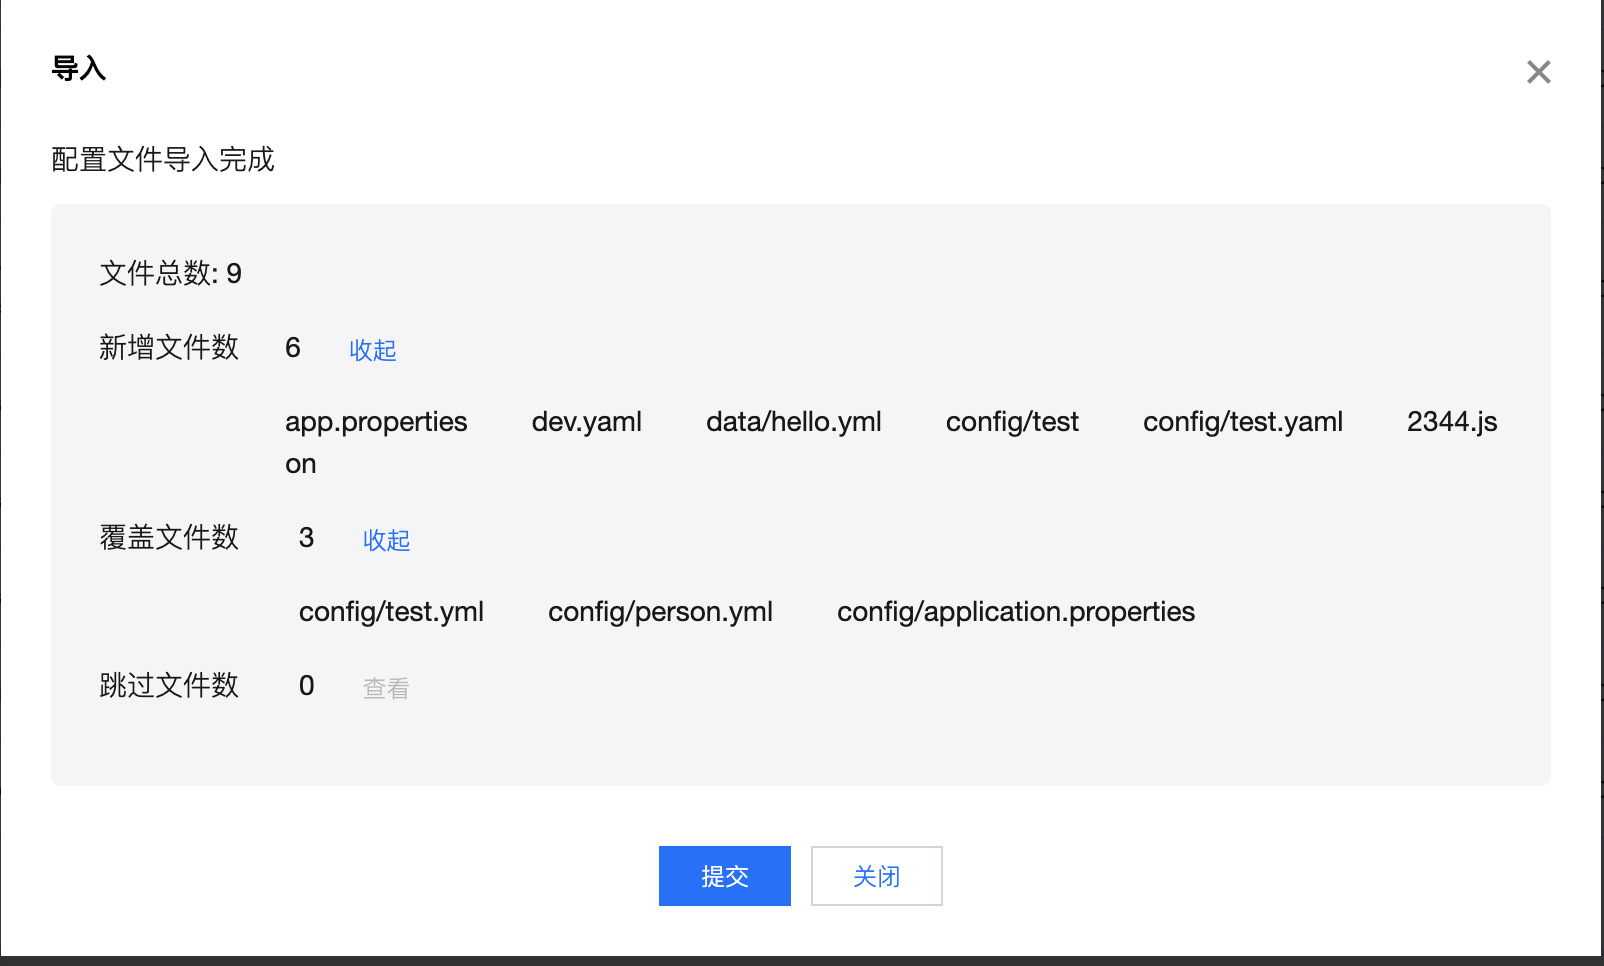 导入
配置文件导入完成
文件总数: 9
新增文件数 6 收起
app.properties dev.yaml data/hello.yml config/test config/test.yaml 2344.js
on
覆盖文件数 3 收起
config/test.yml config/person.yml config/application.properties
跳过文件数 0 查看
提交 关闭